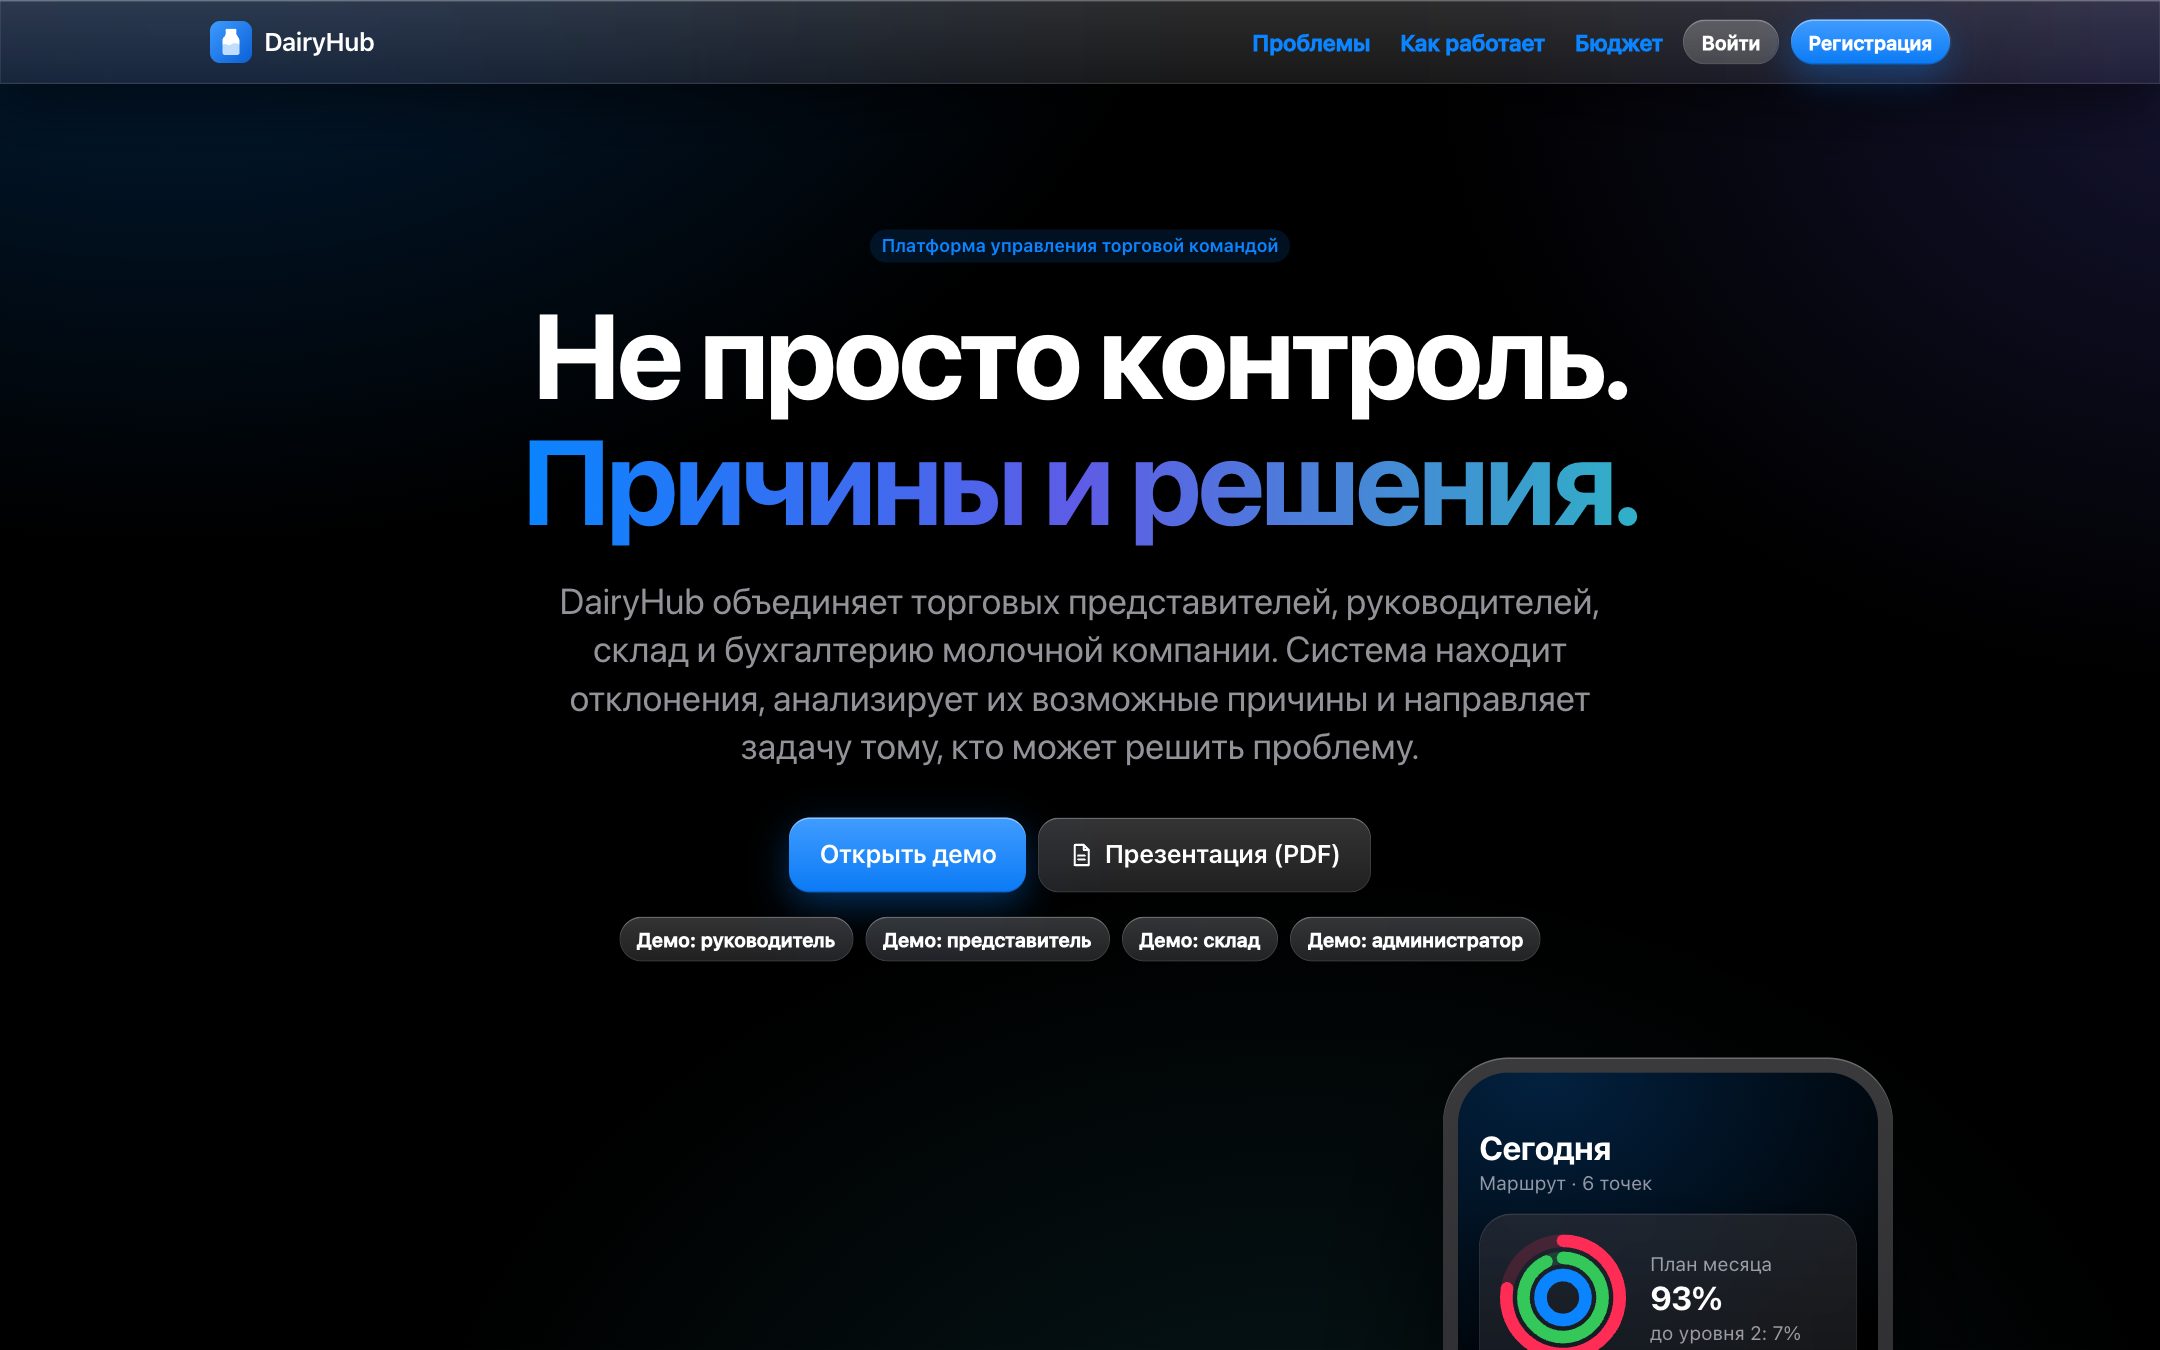 DairyHub
Проблемы
Как работает
Бюджет
Войти
Регистрация
Платформа управления торговой командой
Не просто контроль.
Причины и решения.
DairyHub объединяет торговых представителей, руководителей,
склад и бухгалтерию молочной компании. Система находит
отклонения, анализирует их возможные причины и направляет
задачу тому, кто может решить проблему.
Открыть демо
Презентация (PDF)
Демо: руководитель
Демо: представитель
Демо: склад
Демо: администратор
Сегодня
Маршрут · 6 точек
План месяца
93%
до уровня 2: 7%